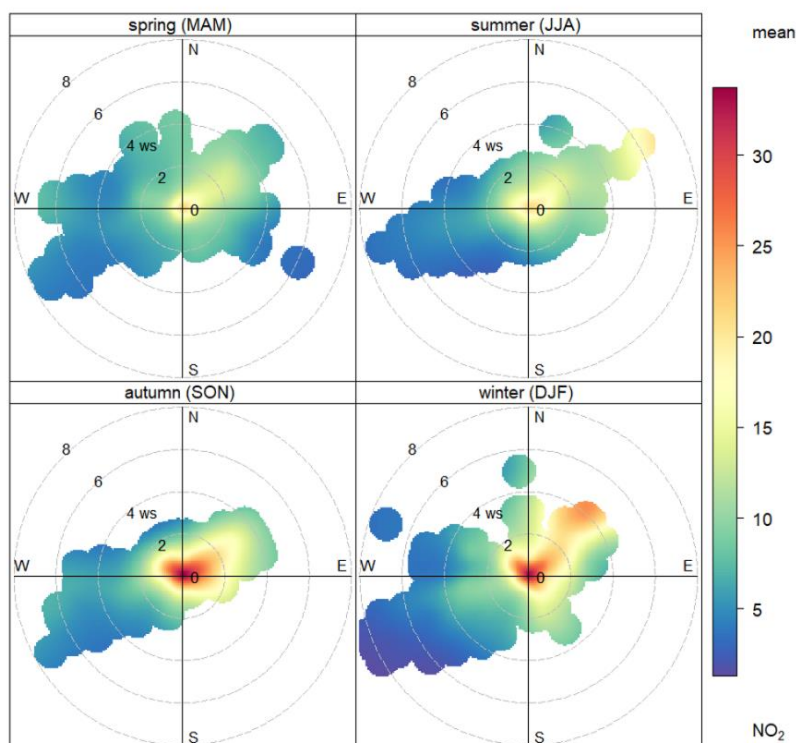 spring (MAM)
summer (JJA)
mean
N
8
6
4 ws
2
W
0
E
S
N
8
6
4 ws
2
W
0
E
S
30
25
20
15
10
5
autumn (SON)
winter (DJF)
N
8
6
4 ws
2
W
0
E
S
N
8
6
4 ws
2
W
0
E
S
NO₂